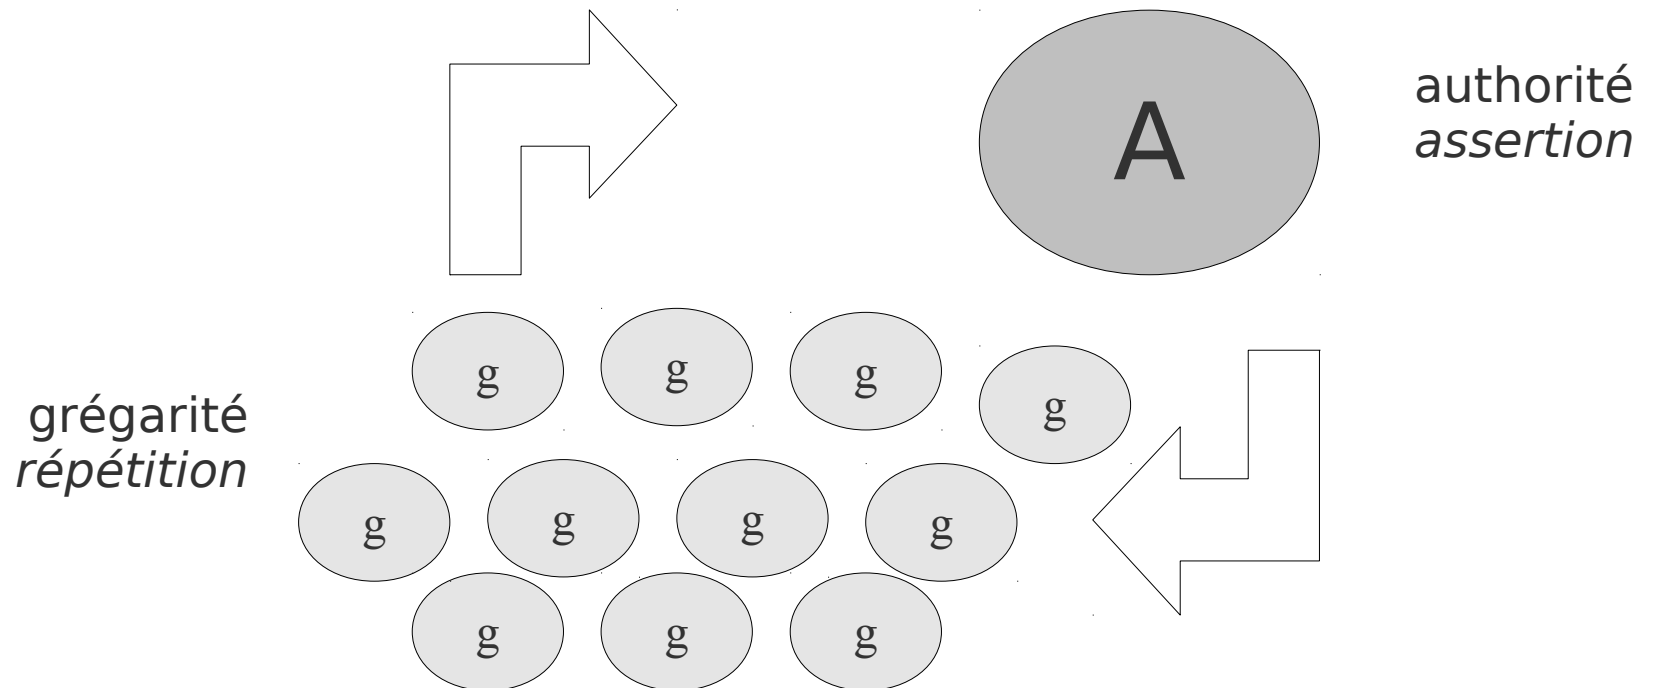 A
authorité
assertion
grégarité
répétition
g g g g
g g g g
g g g